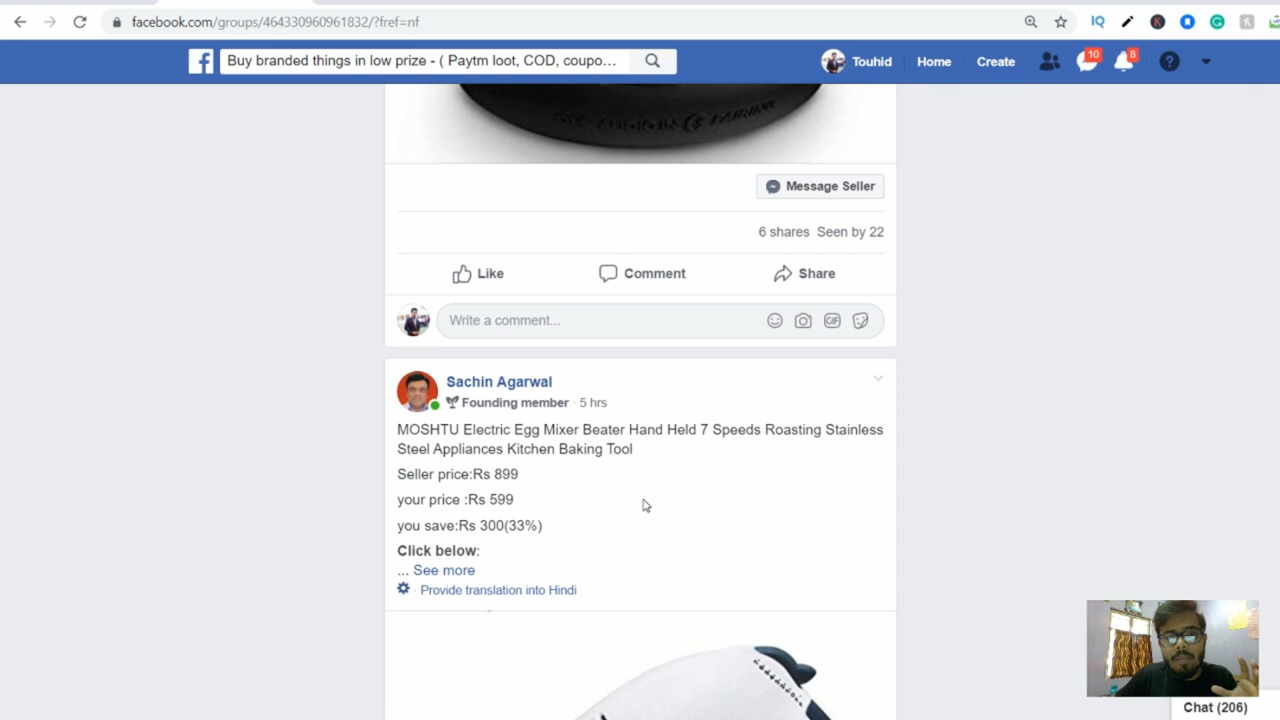 facebook.com/groups/464330960961832/?fref=nf
IQ
K
f
Buy branded things in low prize - ( Paytm loot, COD, coupo...
Touhid
Home
Create
10
8
?
Message Seller
6 shares Seen by 22
Like
Comment
Share
Write a comment...
GIF
Sachin Agarwal
Founding member · 5 hrs
MOSHTU Electric Egg Mixer Beater Hand Held 7 Speeds Roasting Stainless
Steel Appliances Kitchen Baking Tool
Seller price:Rs 899
your price :Rs 599
you save:Rs 300(33%)
Click below:
... See more
· Provide translation into Hindi
Chat (206)